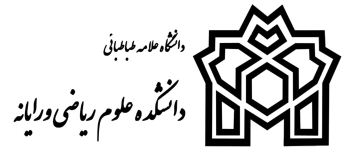 دانشگاه علامه طباطبائی
دانشکده علوم ریاضی و رایانه